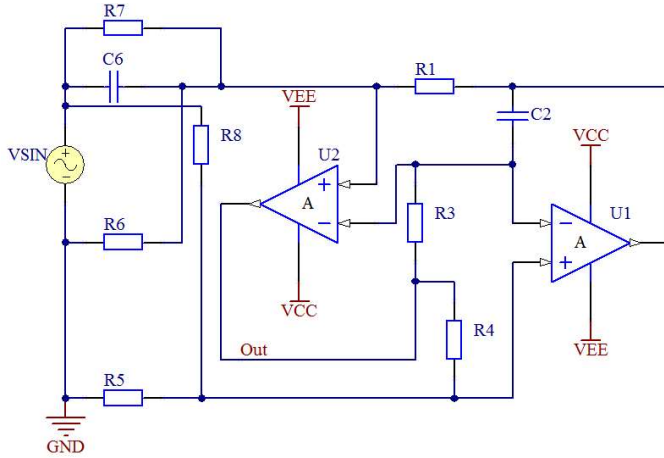 R7
C6
R1
VEE
C2
R8
VCC
VSIN
U2
+
A
−
R3
U1
−
A
+
R6
VCC
R4
Out
VEE
R5
GND